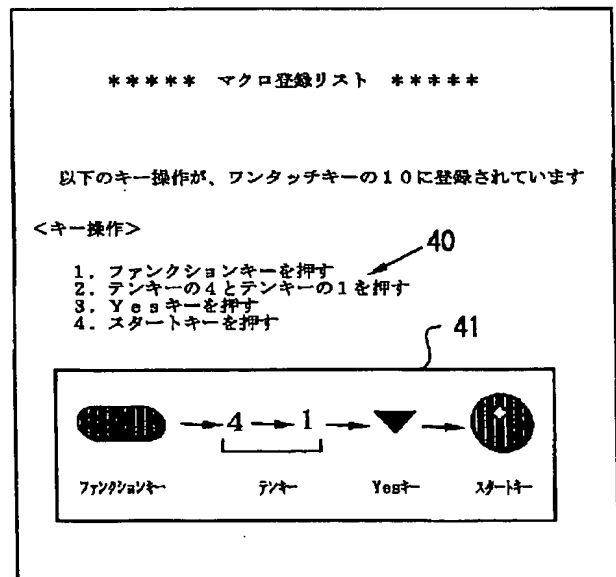 ＊＊＊＊＊　マクロ登録リスト　＊＊＊＊＊
以下のキー操作が、ワンタッチキーの１０に登録されています
＜キー操作＞
40
１．ファンクションキーを押す
２．テンキーの４とテンキーの１を押す
３．Ｙｅｓキーを押す
４．スタートキーを押す
41
4 1
ﾌｧﾝｸｼｮﾝｷｰ ﾃﾝｷｰ Yesｷｰ ｽﾀｰﾄｷｰ